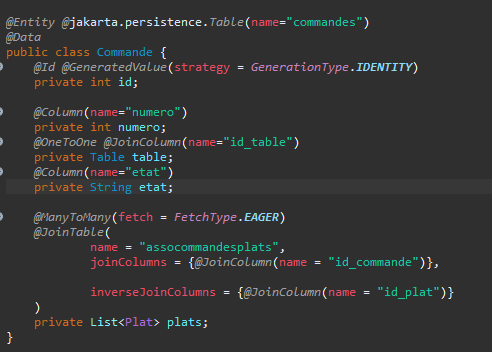 @Entity @jakarta.persistence.Table(name="commandes")
@Data
public class Commande {
@Id @GeneratedValue(strategy = GenerationType.IDENTITY)
private int id;
@Column(name="numero")
private int numero;
@OneToOne @JoinColumn(name="id_table")
private Table table;
@Column(name="etat")
private String etat;
@ManyToMany(fetch = FetchType.EAGER)
@JoinTable(
name = "assocommandesplats",
joinColumns = {@JoinColumn(name = "id_commande")},
inverseJoinColumns = {@JoinColumn(name = "id_plat")}
)
private List<Plat> plats;
}